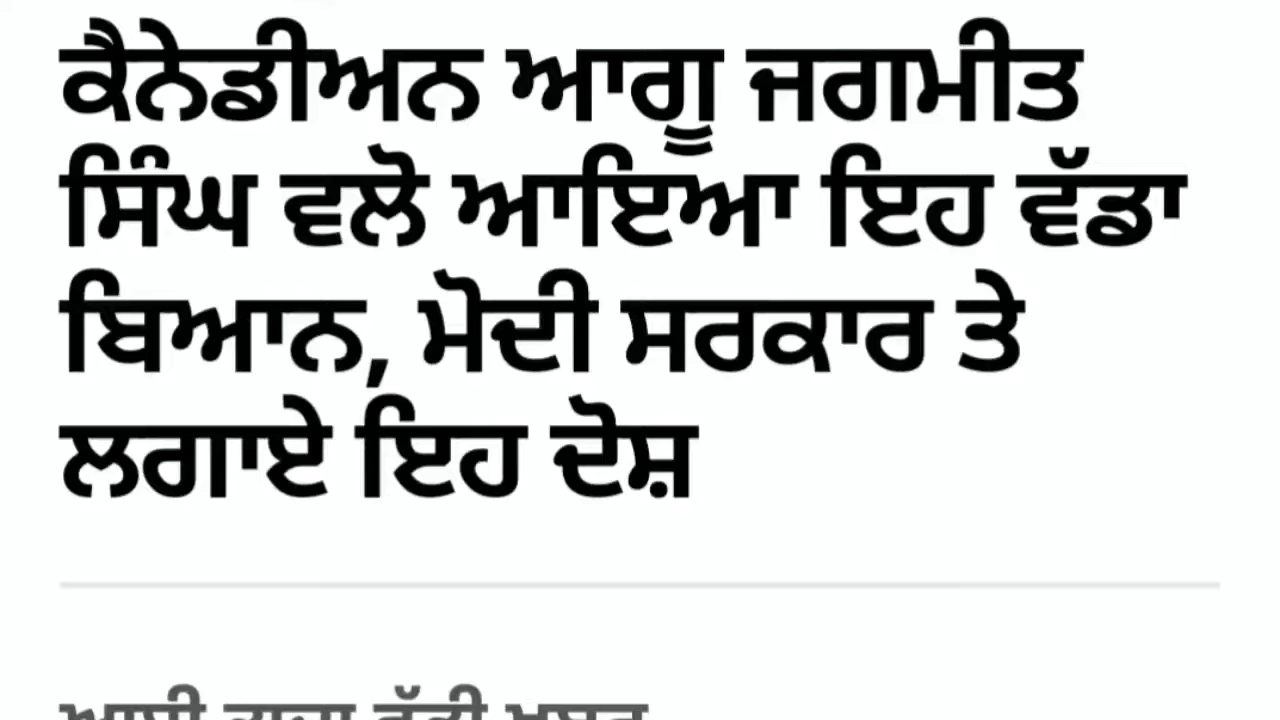 ਕੈਨੇਡੀਅਨ ਆਗੂ ਜਗਮੀਤ
ਸਿੰਘ ਵਲੋ ਆਇਆ ਇਹ ਵੱਡਾ
ਬਿਆਨ, ਮੋਦੀ ਸਰਕਾਰ ਤੇ
ਲਗਾਏ ਇਹ ਦੋਸ਼